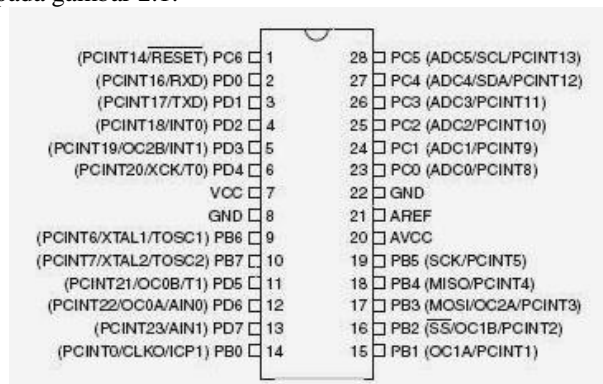 pada gambar 2.1.
(PCINT14/RESET) PC6 1 28 PC5 (ADC5/SCL/PCINT13)
(PCINT16/RXD) PD0 2 27 PC4 (ADC4/SDA/PCINT12)
(PCINT17/TXD) PD1 3 26 PC3 (ADC3/PCINT11)
(PCINT18/INT0) PD2 4 25 PC2 (ADC2/PCINT10)
(PCINT19/OC2B/INT1) PD3 5 24 PC1 (ADC1/PCINT9)
(PCINT20/XCK/T0) PD4 6 23 PC0 (ADC0/PCINT8)
VCC 7 22 GND
GND 8 21 AREF
(PCINT6/XTAL1/TOSC1) PB6 9 20 AVCC
(PCINT7/XTAL2/TOSC2) PB7 10 19 PB5 (SCK/PCINT5)
(PCINT21/OC0B/T1) PD5 11 18 PB4 (MISO/PCINT4)
(PCINT22/OC0A/AIN0) PD6 12 17 PB3 (MOSI/OC2A/PCINT3)
(PCINT23/AIN1) PD7 13 16 PB2 (SS/OC1B/PCINT2)
(PCINT0/CLKO/ICP1) PB0 14 15 PB1 (OC1A/PCINT1)